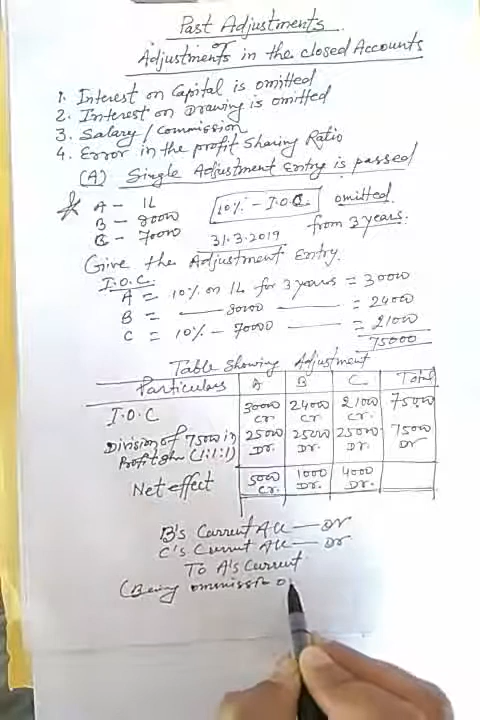 Past Adjustments
or
Adjustments in the closed Accounts
1. Interest on Capital is omitted
2. Interest on Drawing is omitted
3. Salary / Commission
4. Error in the profit sharing Ratio
(A) Single Adjustment Entry is passed
A - 1L
B - 80000 10% - I.O.C. omitted
C - 70000 31.3.2019 from 3 years.
Give the Adjustment Entry.
I.O.C.
A = 10% on 1L for 3 years = 30000
B = —— 80000 —— = 24000
C = 10% - 70000 —— = 21000
75000
Table Showing Adjustment
Particulars A B C Total
I.O.C 30000 Cr. 24000 Cr. 21000 Cr. 75000
Division of 75000 in Profit Shr (1:1:1) 25000 Dr. 25000 Dr. 25000 Dr. 75000 Dr
Net effect 5000 Cr. 1000 Dr. 4000 Dr.
B's Current A/c — Dr
C's Current A/c — Dr
To A's Current
(Being ommissio o